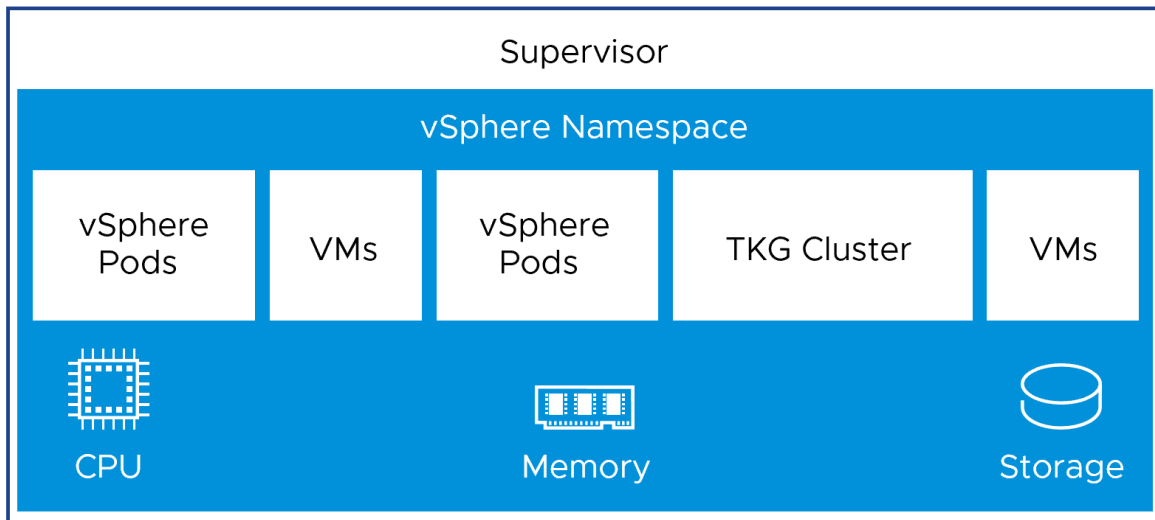 Supervisor
vSphere Namespace
vSphere
Pods
VMs
vSphere
Pods
TKG Cluster
VMs
CPU
Memory
Storage